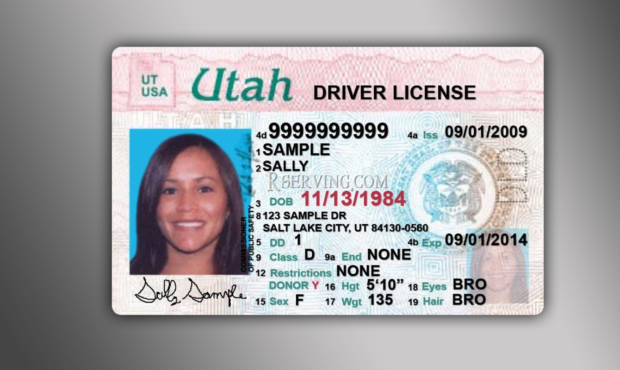 UT
USA
Utah DRIVER LICENSE
4d 9999999999 4a Iss 09/01/2009
1 SAMPLE
2 SALLY
RSERVING.COM
3 DOB 11/13/1984
8 123 SAMPLE DR
SALT LAKE CITY, UT 84130-0560
5 DD 1 4b Exp 09/01/2014
9 Class D 9a End NONE
12 Restrictions NONE
DONOR Y 16 Hgt 5'10" 18 Eyes BRO
15 Sex F 17 Wgt 135 19 Hair BRO
COMMISSIONER
OF PUBLIC SAFETY
Sally Sample
UTAH